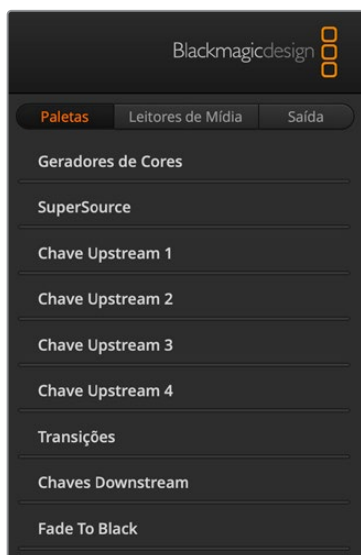 Blackmagicdesign
Paletas Leitores de Mídia Saída
Geradores de Cores
SuperSource
Chave Upstream 1
Chave Upstream 2
Chave Upstream 3
Chave Upstream 4
Transições
Chaves Downstream
Fade To Black